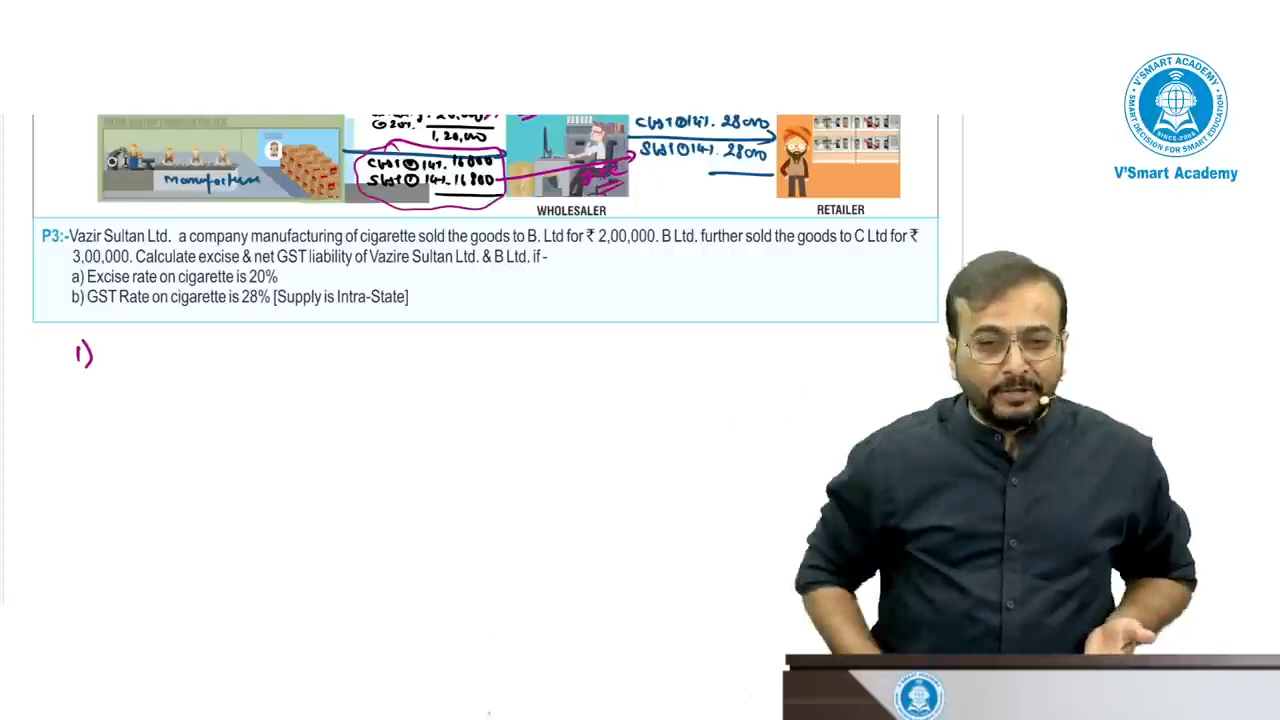 1,20,000
CGST @ 14%.
SGST @ 14%. 16800
Manufacture
CGST @ 14%. 28000
SGST @ 14%. 28000
WHOLESALER
RETAILER
P3:-Vazir Sultan Ltd. a company manufacturing of cigarette sold the goods to B. Ltd for ₹ 2,00,000. B Ltd. further sold the goods to C Ltd for ₹
3,00,000. Calculate excise & net GST liability of Vazire Sultan Ltd. & B Ltd. if -
a) Excise rate on cigarette is 20%
b) GST Rate on cigarette is 28% [Supply is Intra-State]
1)
V'SMART ACADEMY
SMART DECISION FOR SMART EDUCATION
SINCE-2008
V'Smart Academy